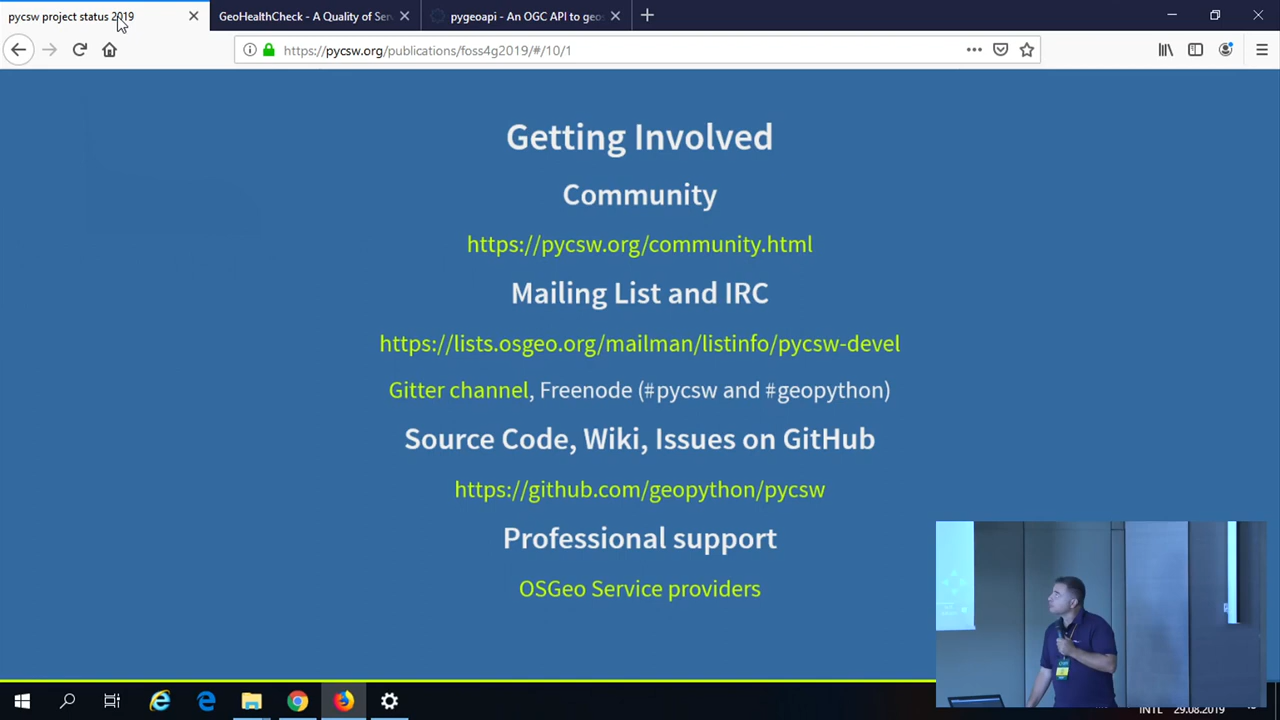 pycsw project status 2019
GeoHealthCheck - A Quality of Ser
pygeoapi - An OGC API to geos
https://pycsw.org/publications/foss4g2019/#/10/1
Getting Involved
Community
https://pycsw.org/community.html
Mailing List and IRC
https://lists.osgeo.org/mailman/listinfo/pycsw-devel
Gitter channel, Freenode (#pycsw and #geopython)
Source Code, Wiki, Issues on GitHub
https://github.com/geopython/pycsw
Professional support
OSGeo Service providers
INTL 29.08.2019